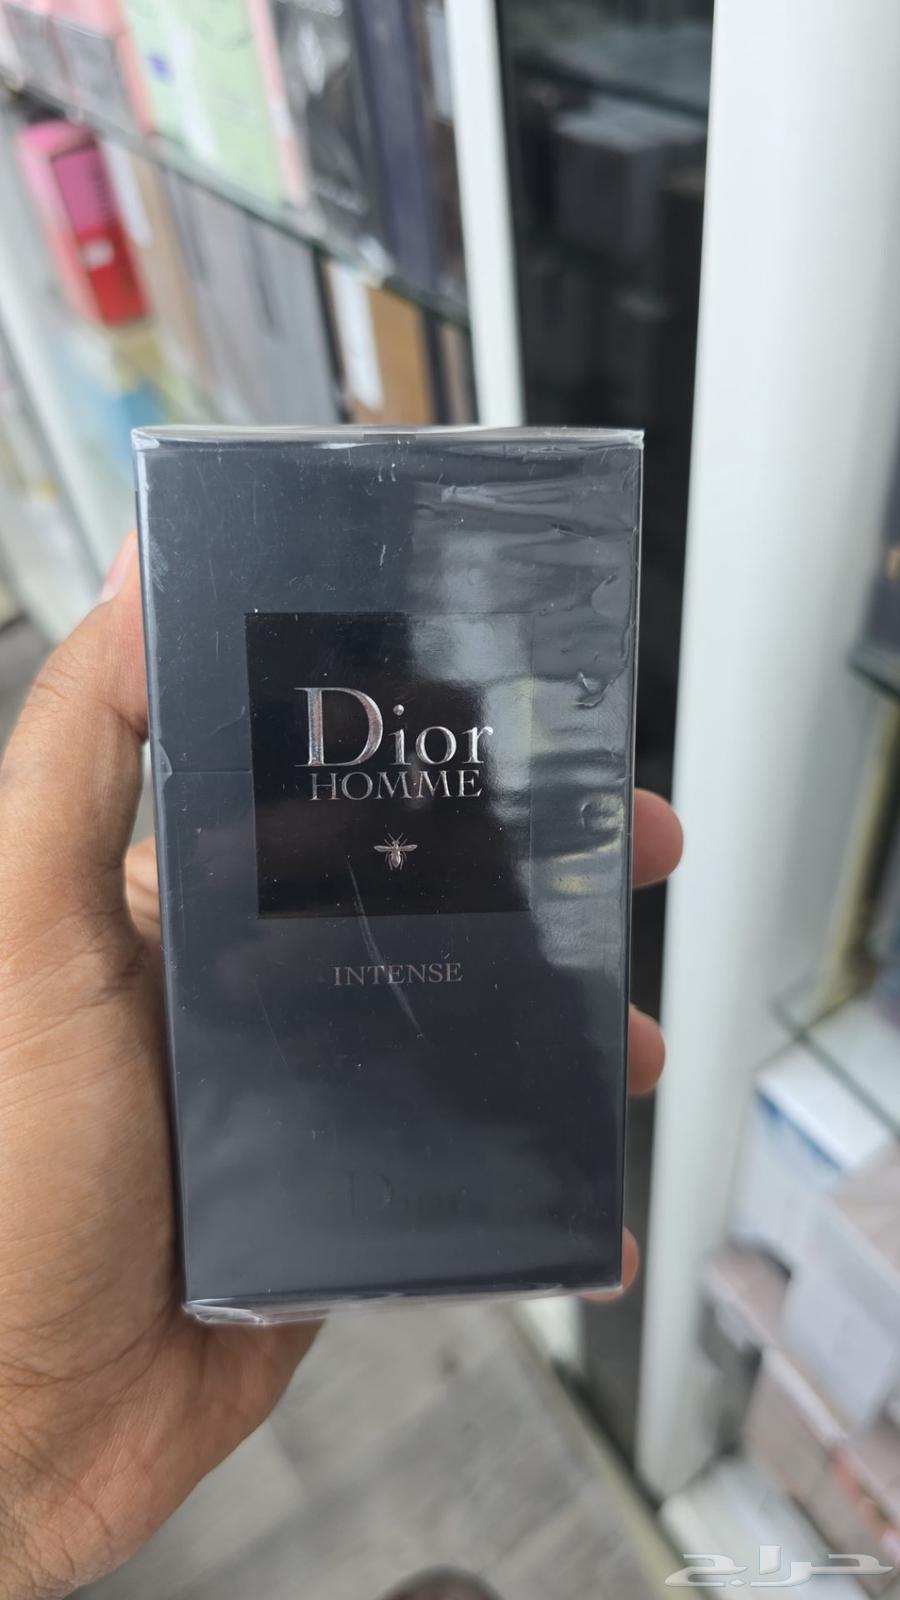 Dior
HOMME
INTENSE
Dior
حراج